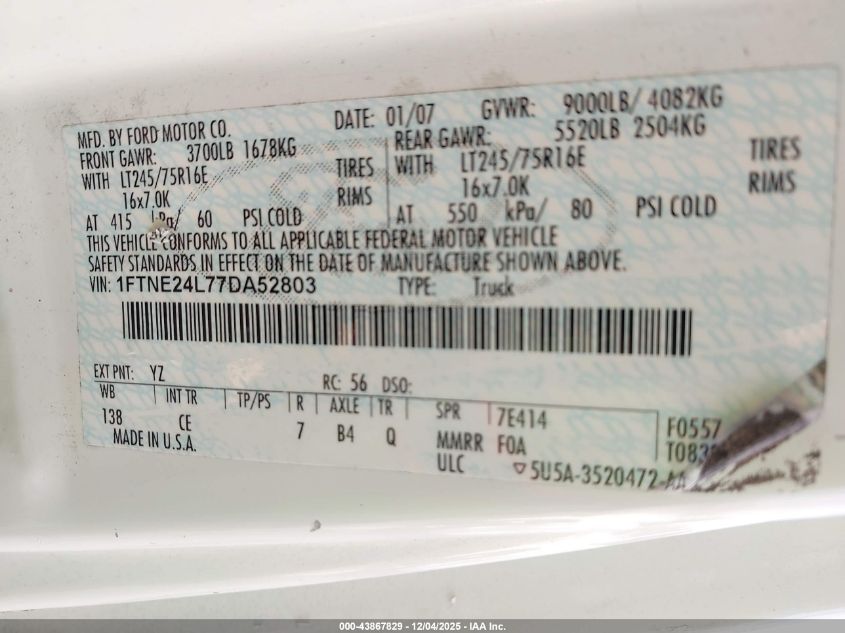 MFD. BY FORD MOTOR CO. DATE: 01/07 GVWR: 9000LB/ 4082KG
FRONT GAWR: 3700LB 1678KG REAR GAWR: 5520LB 2504KG
WITH LT245/75R16E TIRES WITH LT245/75R16E TIRES
16x7.0K RIMS 16x7.0K RIMS
AT 415 kPa/ 60 PSI COLD AT 550 kPa/ 80 PSI COLD
THIS VEHICLE CONFORMS TO ALL APPLICABLE FEDERAL MOTOR VEHICLE
SAFETY STANDARDS IN EFFECT ON THE DATE OF MANUFACTURE SHOWN ABOVE.
VIN: 1FTNE24L77DA52803 TYPE: Truck
EXT PNT: YZ RC: 56 DSO:
WB INT TR TP/PS R AXLE TR SPR 7E414 F0557
138 CE 7 B4 Q MMRR FOA
MADE IN U.S.A. ULC ▽5U5A-3520472-AA
000-43867829 - 12/04/2025 - IAA Inc.